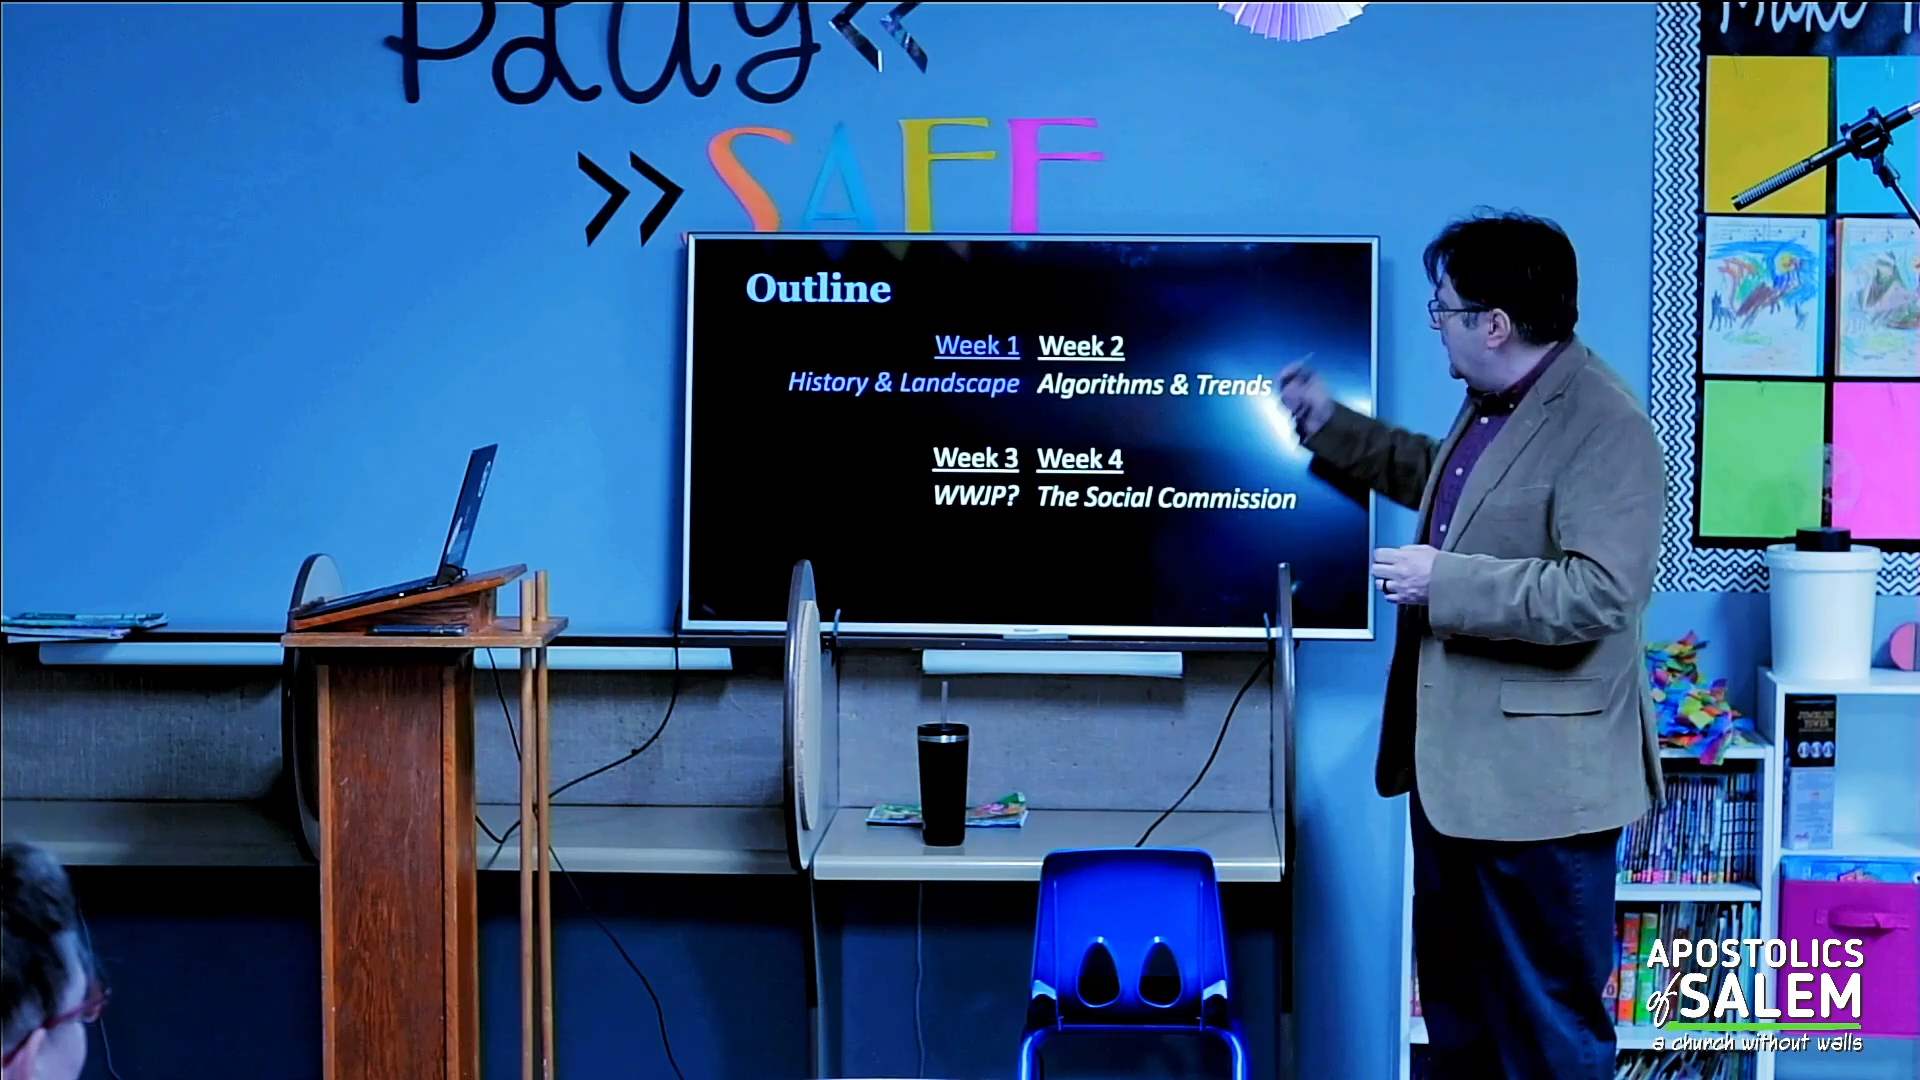 Play
SAFE
Make
Outline
Week 1 Week 2
History & Landscape Algorithms & Trends
Week 3 Week 4
WWJP? The Social Commission
APOSTOLICS
of SALEM
a church without walls